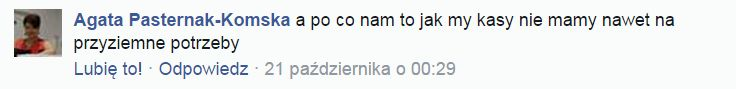 Agata Pasternak-Komska a po co nam to jak my kasy nie mamy nawet na
przyziemne potrzeby
Lubię to! · Odpowiedz · 21 października o 00:29